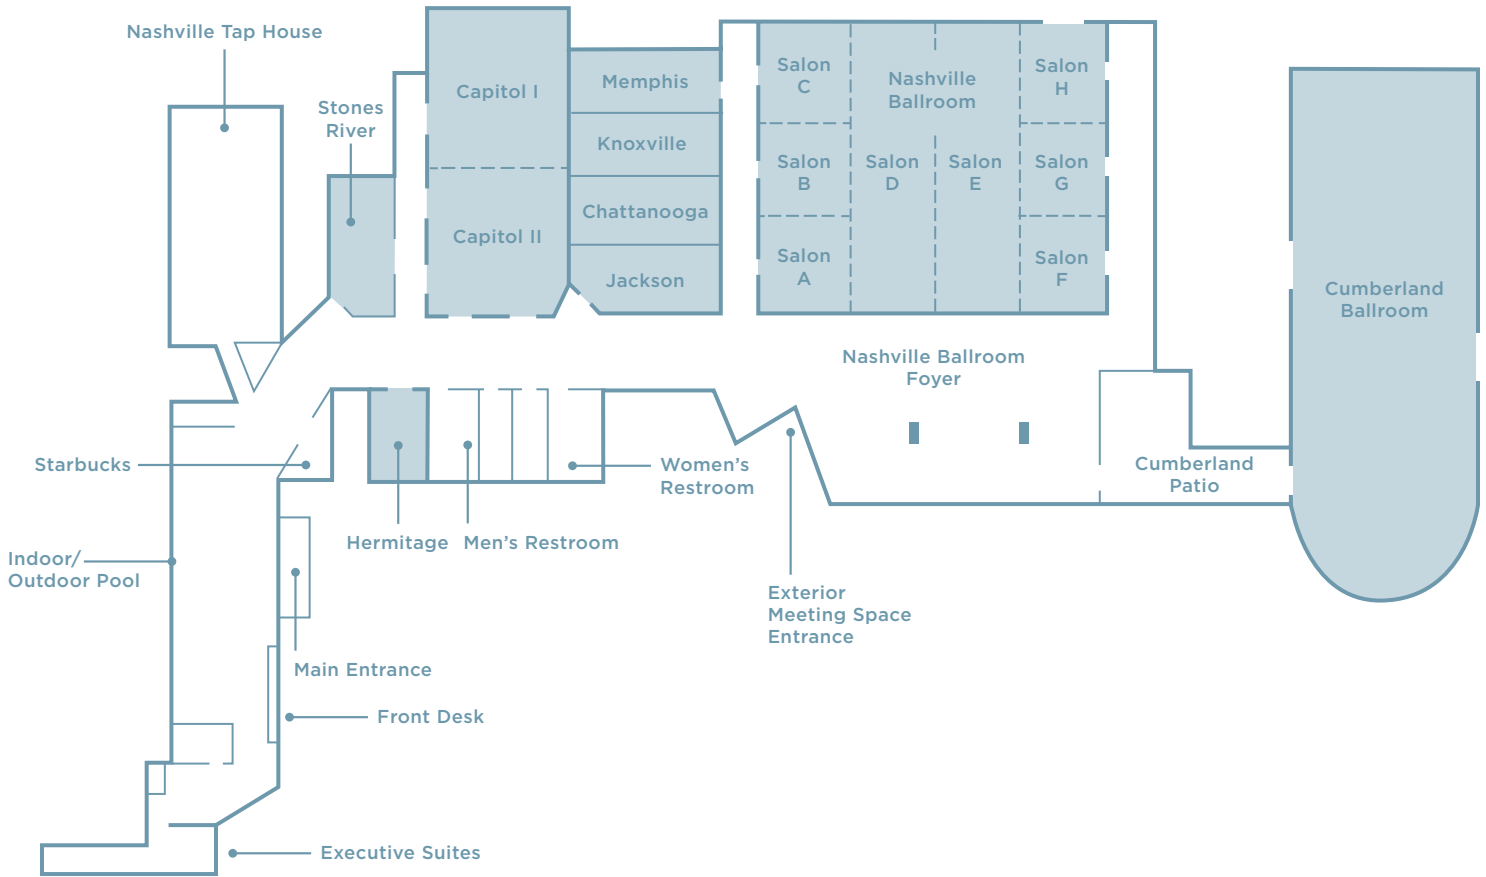 Nashville Tap House
Stones
River
Capitol I
Capitol II
Memphis
Knoxville
Chattanooga
Jackson
Salon
C
Salon
B
Salon
A
Nashville
Ballroom
Salon
D
Salon
E
Salon
H
Salon
G
Salon
F
Cumberland
Ballroom
Nashville Ballroom
Foyer
Cumberland
Patio
Starbucks
Women’s
Restroom
Hermitage
Men’s Restroom
Indoor/
Outdoor Pool
Exterior
Meeting Space
Entrance
Main Entrance
Front Desk
Executive Suites